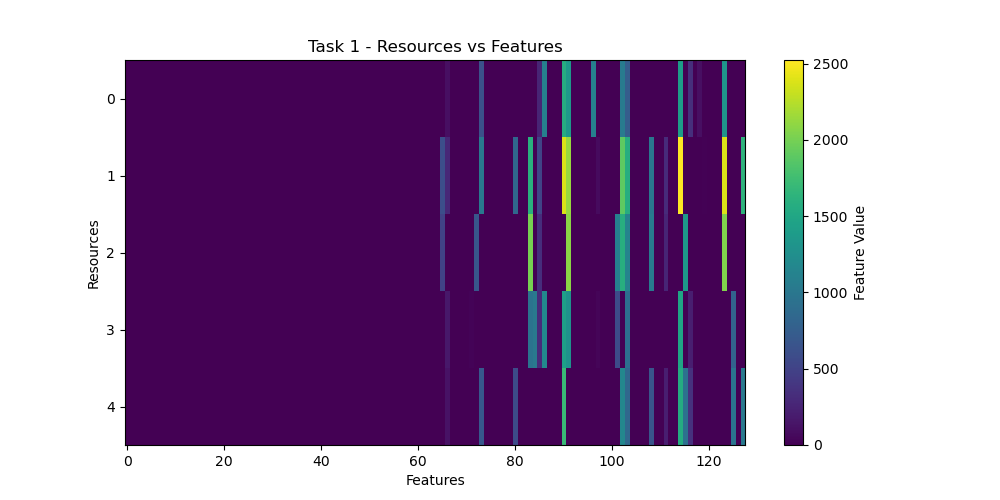 Task 1 - Resources vs Features
Resources
0
1
2
3
4
0 20 40 60 80 100 120
Features
2500
2000
1500
1000
500
0
Feature Value